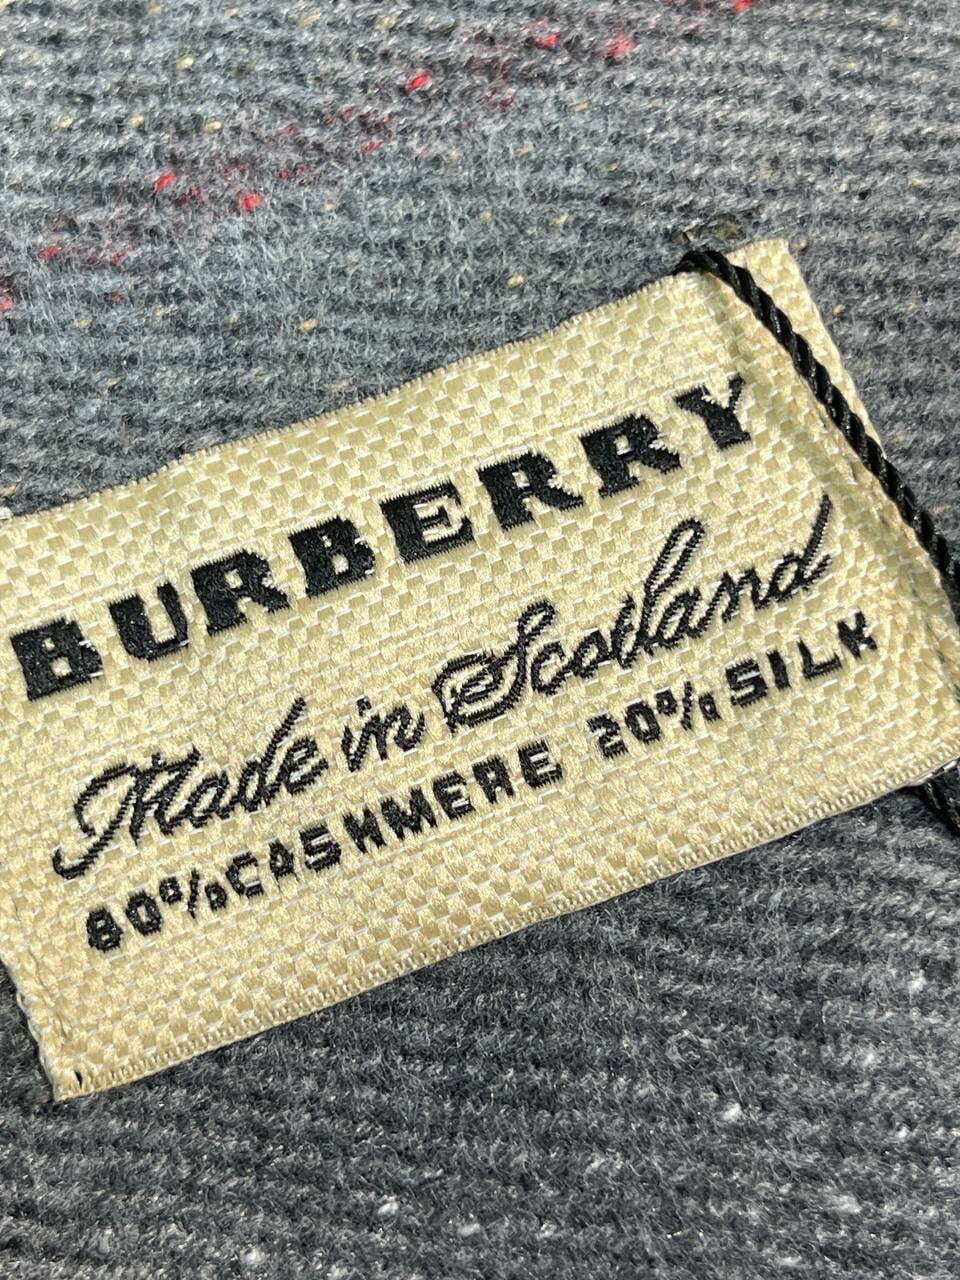 BURBERRY
Made in Scotland
80% CASHMERE 20% SILK